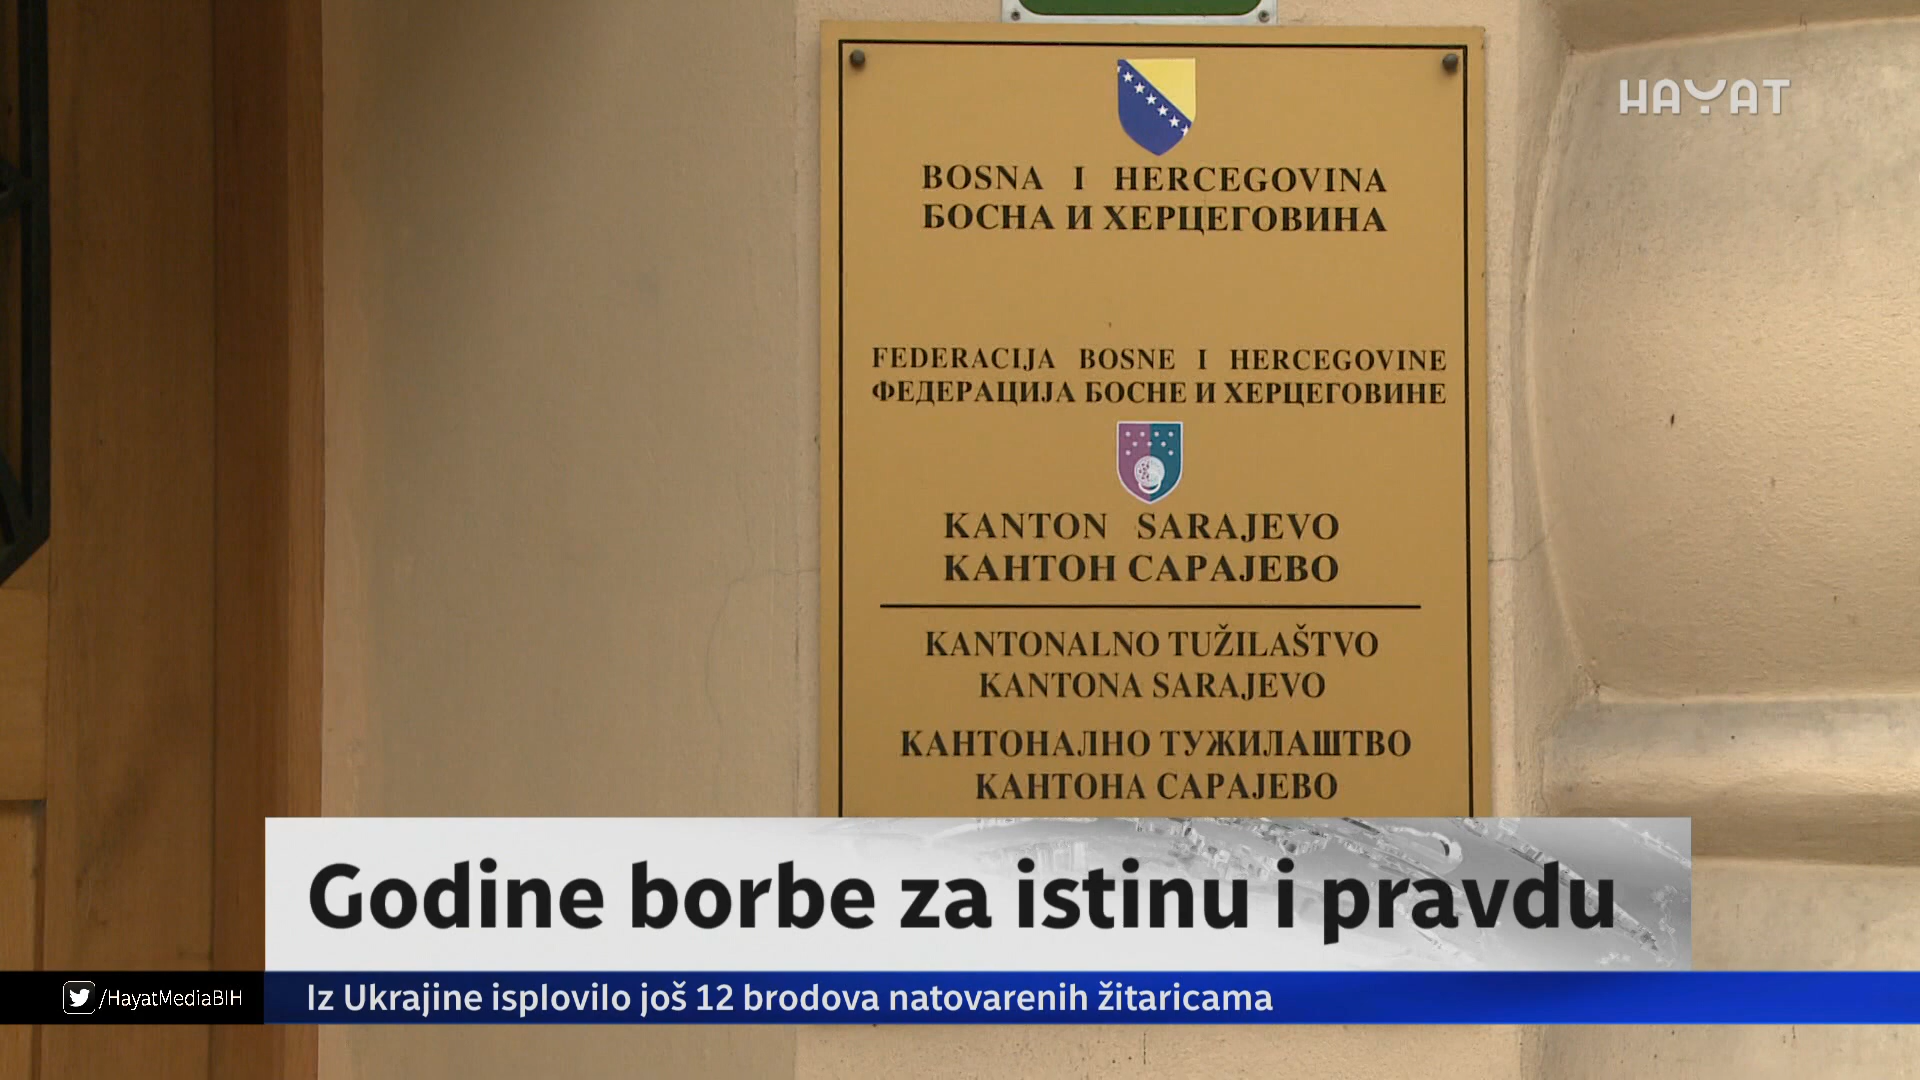 HAYAT
BOSNA I HERCEGOVINA
БОСНА И ХЕРЦЕГОВИНА
FEDERACIJA BOSNE I HERCEGOVINE
ФЕДЕРАЦИЈА БОСНЕ И ХЕРЦЕГОВИНЕ
KANTON SARAJEVO
КАНТОН САРАЈЕВО
KANTONALNO TUŽILAŠTVO
KANTONA SARAJEVO
КАНТОНАЛНО ТУЖИЛАШТВО
КАНТОНА САРАЈЕВО
Godine borbe za istinu i pravdu
/HayatMediaBIH
Iz Ukrajine isplovilo još 12 brodova natovarenih žitaricama